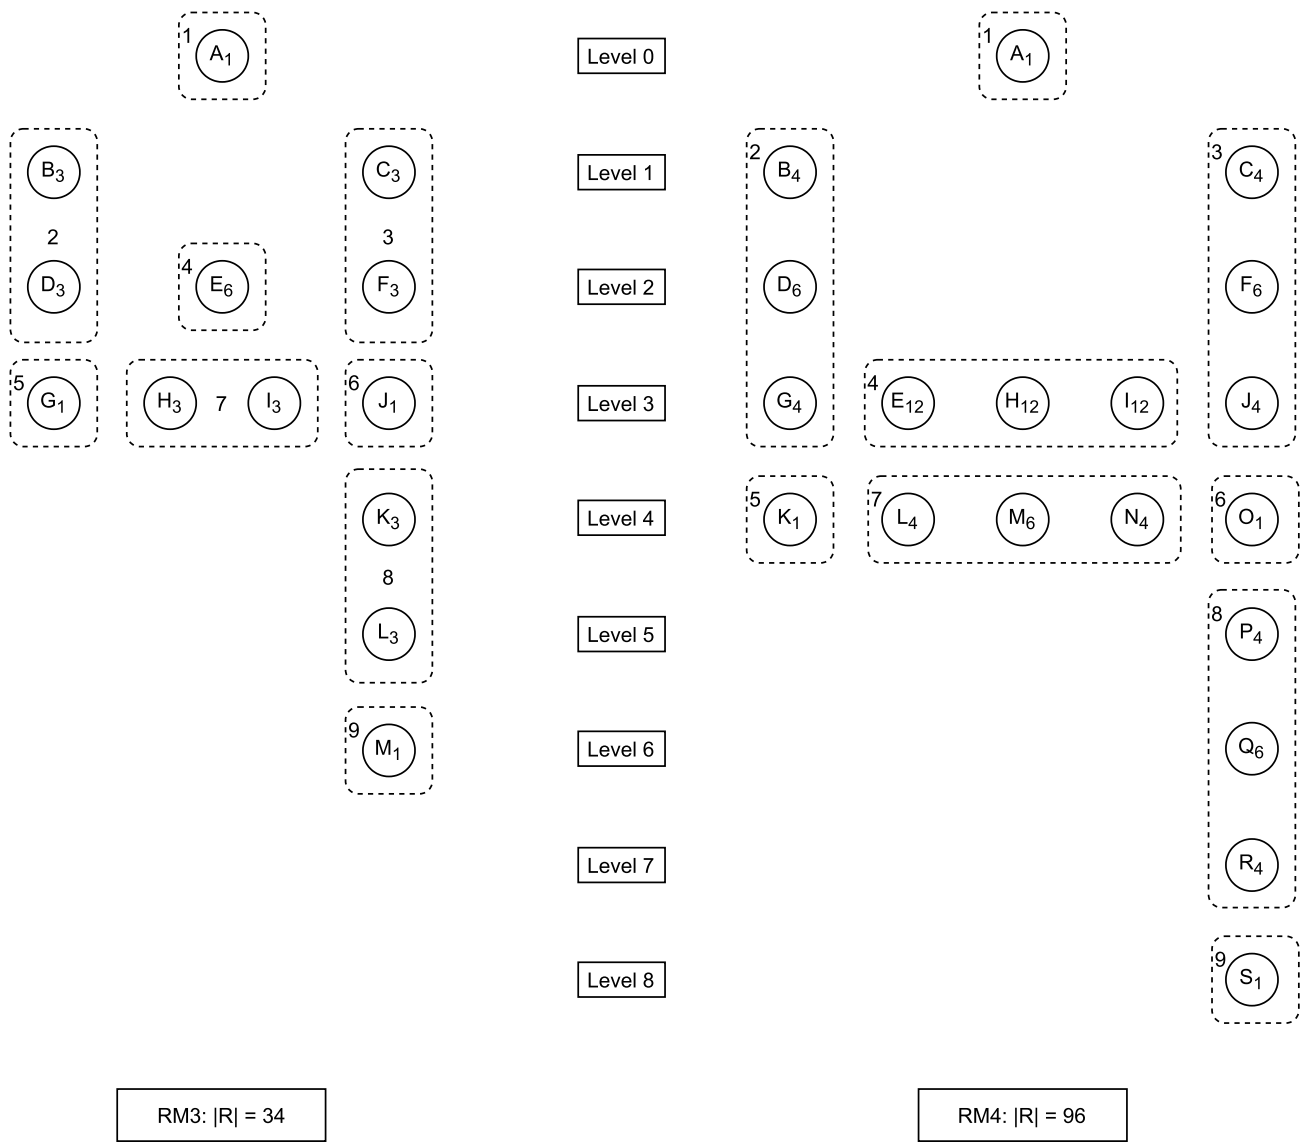 1 A1 Level 0 1 A1
B3 C3 Level 1 2 B4 3 C4
2 3
D3 4 E6 F3 Level 2 D6 F6
5 G1 H3 7 I3 6 J1 Level 3 G4 4 E12 H12 I12 J4
K3 Level 4 5 K1 7 L4 M6 N4 6 O1
8
L3 Level 5 8 P4
9 M1 Level 6 Q6
Level 7 R4
Level 8 9 S1
RM3: |R| = 34 RM4: |R| = 96